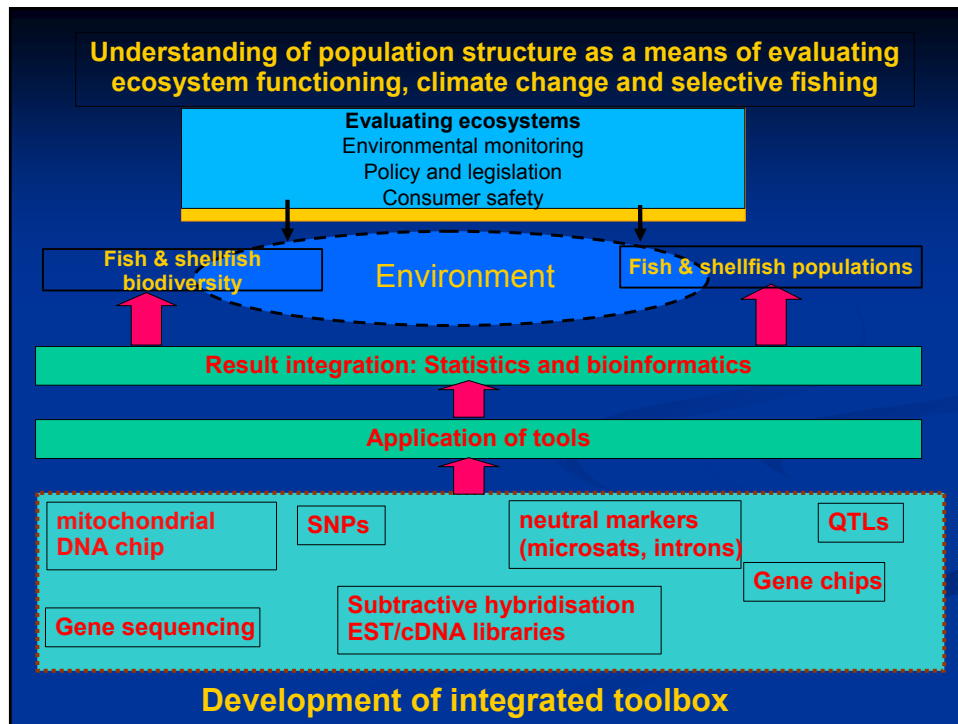 Understanding of population structure as a means of evaluating
ecosystem functioning, climate change and selective fishing
Evaluating ecosystems
Environmental monitoring
Policy and legislation
Consumer safety
Fish & shellfish
biodiversity
Environment
Fish & shellfish populations
Result integration: Statistics and bioinformatics
Application of tools
mitochondrial
DNA chip
SNPs
neutral markers
(microsats, introns)
QTLs
Gene chips
Gene sequencing
Subtractive hybridisation
EST/cDNA libraries
Development of integrated toolbox